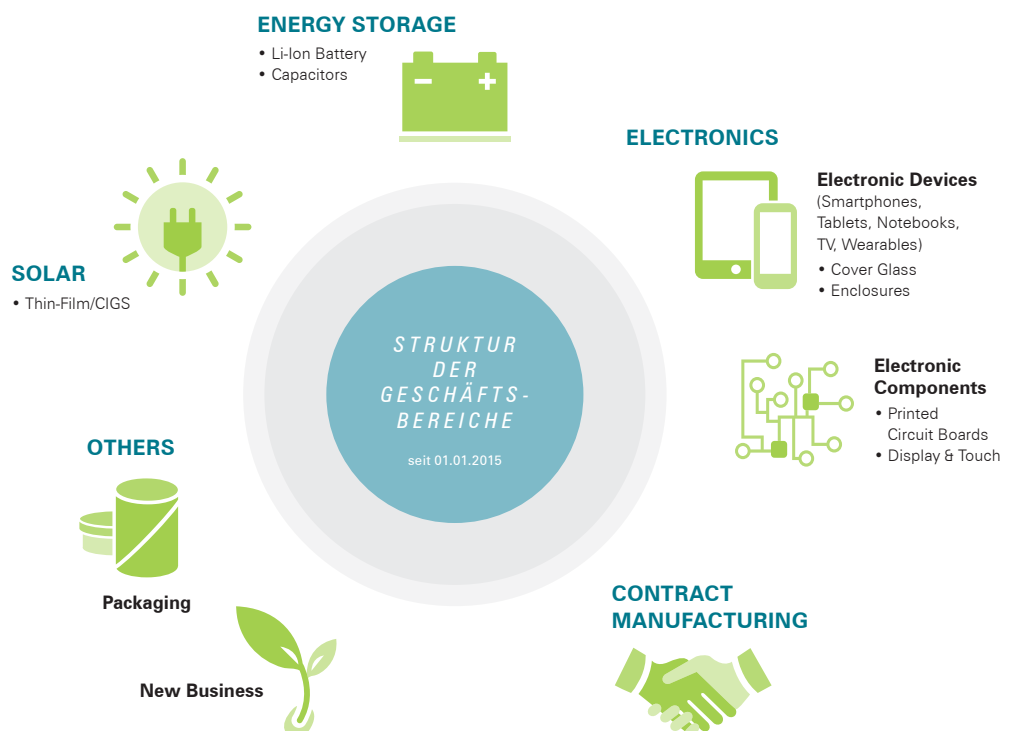 ENERGY STORAGE
• Li-Ion Battery
• Capacitors
ELECTRONICS
Electronic Devices
(Smartphones,
Tablets, Notebooks,
TV, Wearables)
• Cover Glass
• Enclosures
SOLAR
• Thin-Film/CIGS
STRUKTUR
DER
GESCHÄFTS-
BEREICHE
seit 01.01.2015
Electronic
Components
• Printed
Circuit Boards
• Display & Touch
OTHERS
Packaging
New Business
CONTRACT
MANUFACTURING